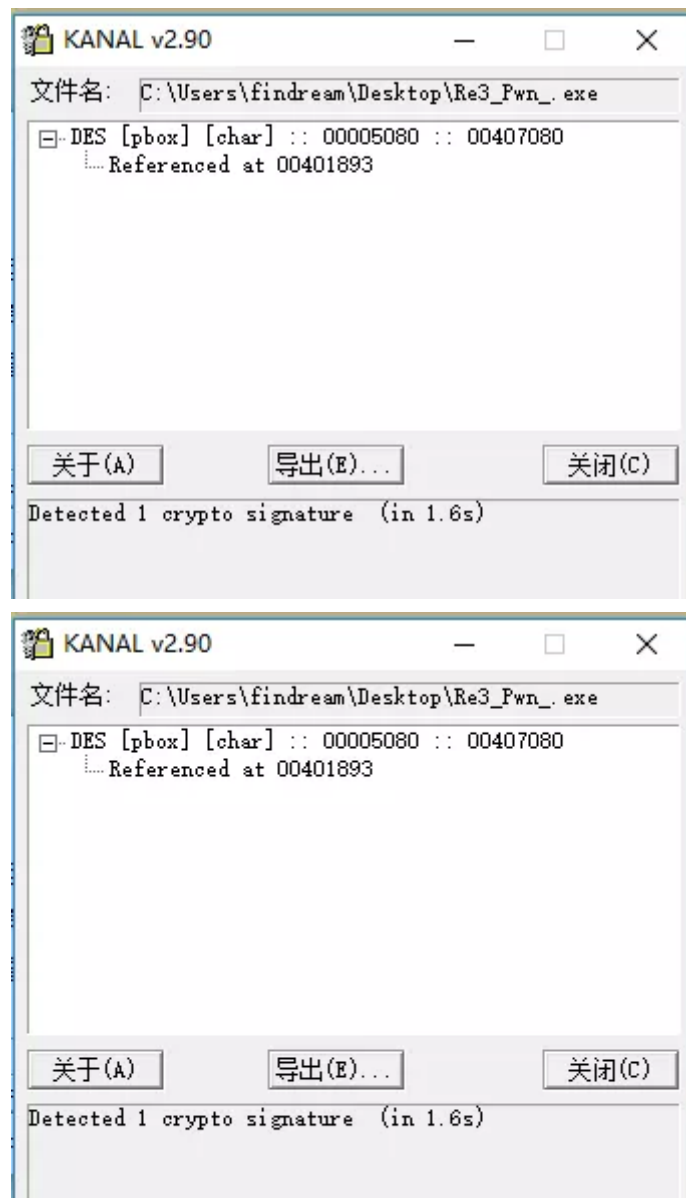 KANAL v2.90
文件名: C:\Users\findream\Desktop\Re3_Pwn_.exe
DES [pbox] [char] :: 00005080 :: 00407080
Referenced at 00401893
关于(A) 导出(E)... 关闭(C)
Detected 1 crypto signature (in 1.6s)
KANAL v2.90
文件名: C:\Users\findream\Desktop\Re3_Pwn_.exe
DES [pbox] [char] :: 00005080 :: 00407080
Referenced at 00401893
关于(A) 导出(E)... 关闭(C)
Detected 1 crypto signature (in 1.6s)